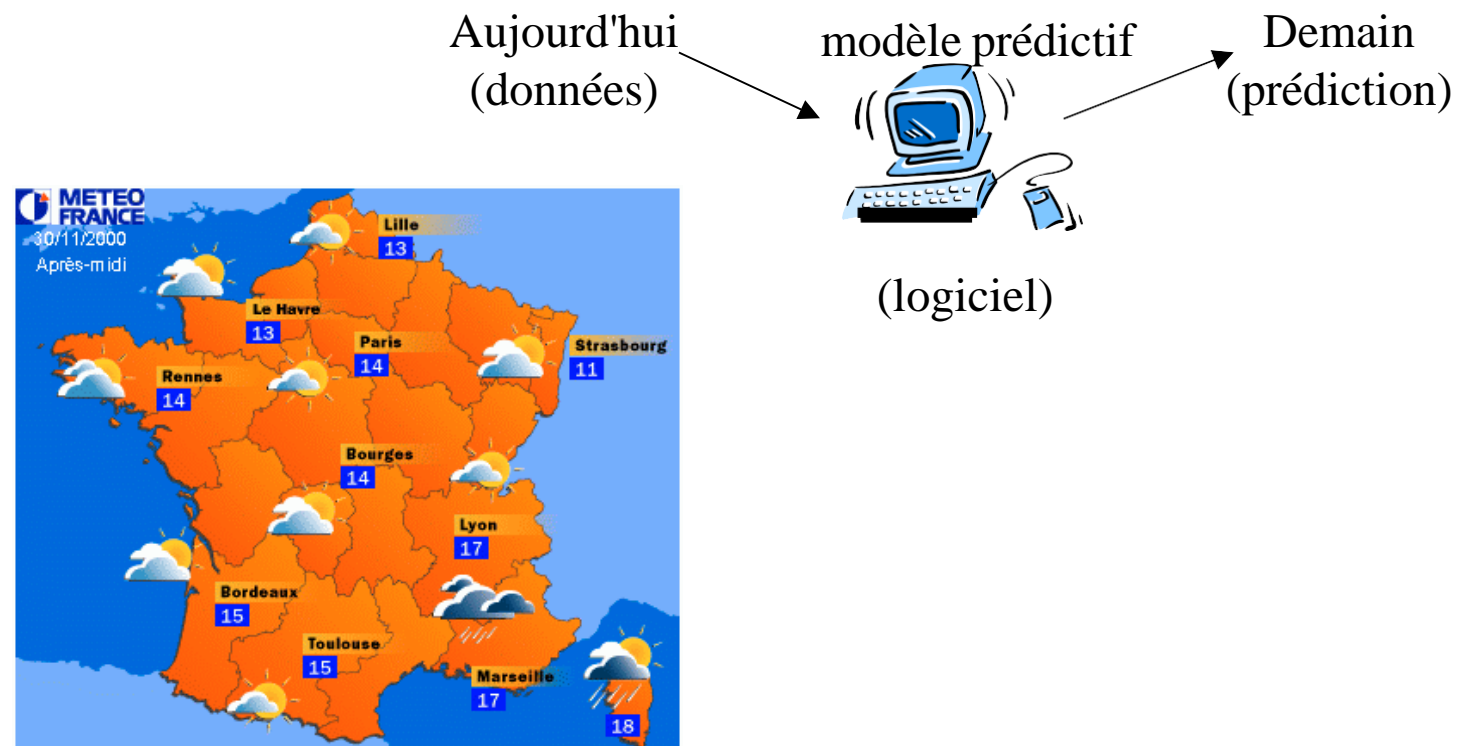 Aujourd'hui
(données)
modèle prédictif
Demain
(prédiction)
(logiciel)
METEO
FRANCE
30/11/2000
Après-midi
Lille
13
Le Havre
13
Paris
14
Strasbourg
11
Rennes
14
Bourges
14
Lyon
17
Bordeaux
15
Toulouse
15
Marseille
17
18